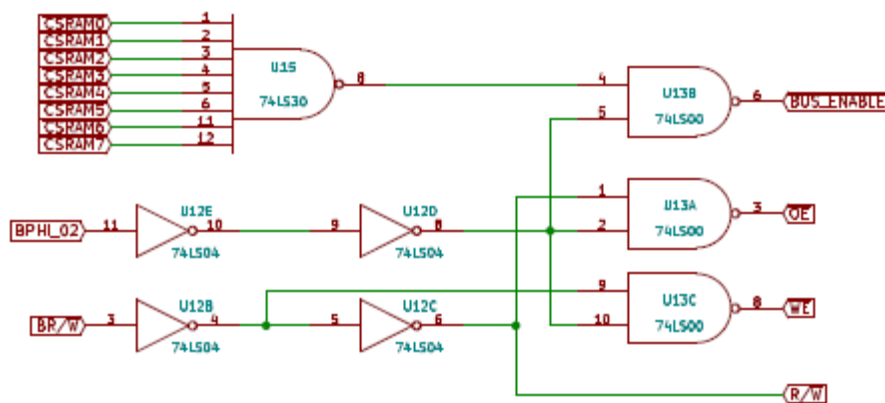 CSRAM0 1
CSRAM1 2
CSRAM2 3
CSRAM3 4
CSRAM4 5
CSRAM5 6
CSRAM6 11
CSRAM7 12
U15
74LS30
8
4
5
U13B
74LS00
6 BUS_ENABLE
BPHI_02 11
U12E
10
74LS04
9
U12D
8
74LS04
1
2
U13A
74LS00
3 OE
BR/W 3
U12B
4
74LS04
5
U12C
6
74LS04
9
10
U13C
74LS00
8 WE
R/W